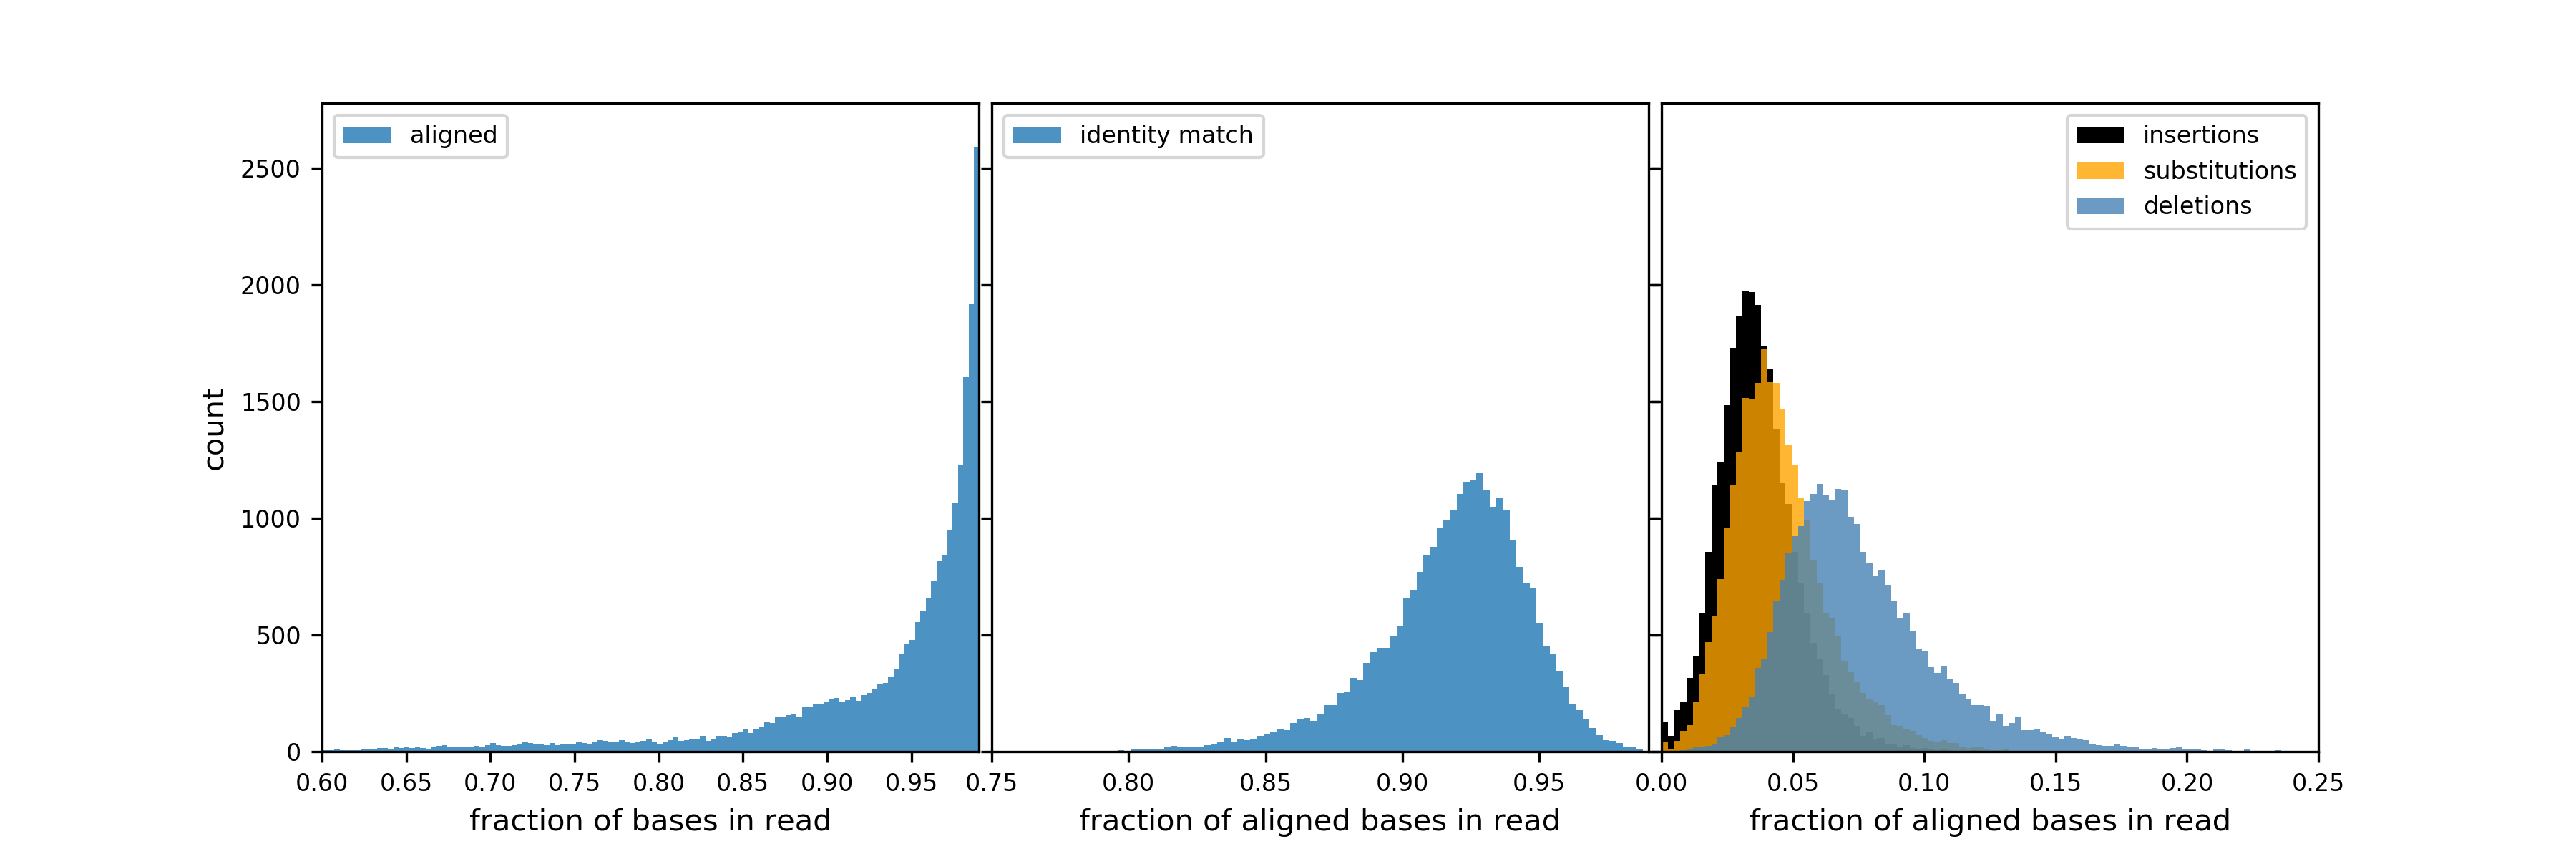 aligned
identity match
insertions
substitutions
deletions
count
2500
2000
1500
1000
500
0
0.60 0.65 0.70 0.75 0.80 0.85 0.90 0.95 0.75 0.80 0.85 0.90 0.95 0.00 0.05 0.10 0.15 0.20 0.25
fraction of bases in read
fraction of aligned bases in read
fraction of aligned bases in read